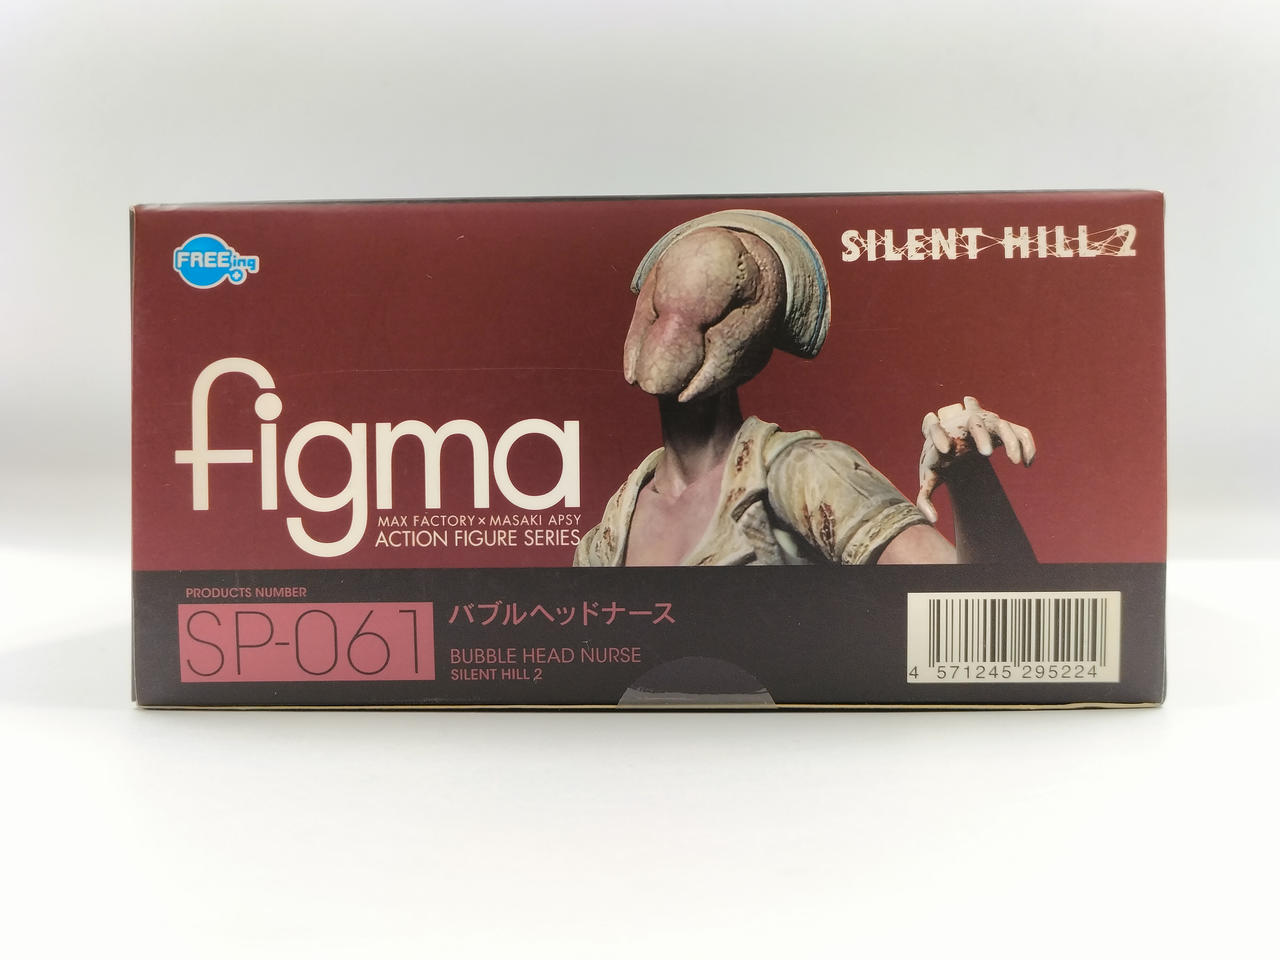 FREEing
SILENT HILL 2
figma
MAX FACTORY × MASAKI APSY
ACTION FIGURE SERIES
PRODUCTS NUMBER
SP-061
バブルヘッドナース
BUBBLE HEAD NURSE
SILENT HILL 2
4 571245 295224